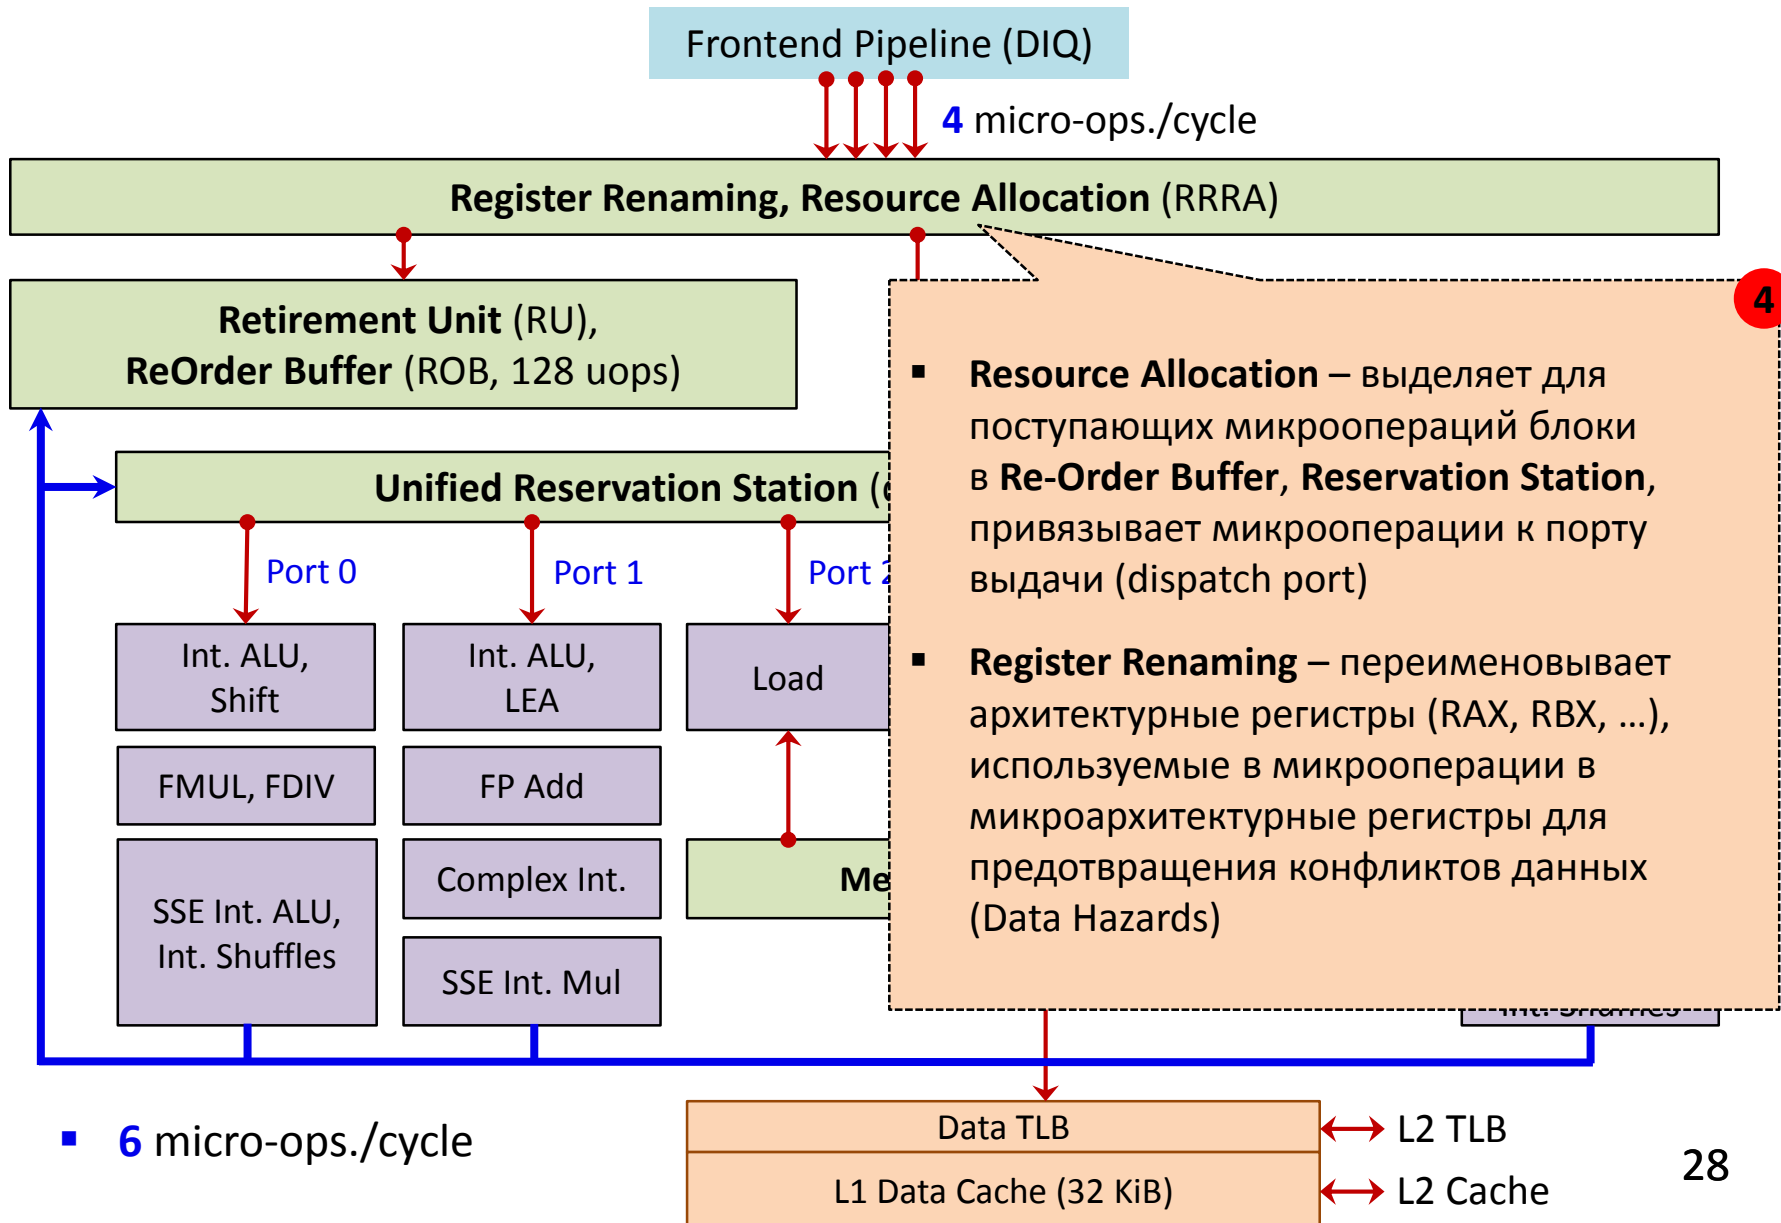 Frontend Pipeline (DIQ)
4 micro-ops./cycle
Register Renaming, Resource Allocation (RRRA)
Retirement Unit (RU),
ReOrder Buffer (ROB, 128 uops)
4
▪ Resource Allocation – выделяет для
поступающих микроопераций блоки
в Re-Order Buffer, Reservation Station,
привязывает микрооперации к порту
выдачи (dispatch port)
▪ Register Renaming – переименовывает
архитектурные регистры (RAX, RBX, …),
используемые в микрооперации в
микроархитектурные регистры для
предотвращения конфликтов данных
(Data Hazards)
Unified Reservation Station (
Port 0
Port 1
Port 2
Int. ALU,
Shift
Int. ALU,
LEA
Load
FMUL, FDIV
FP Add
SSE Int. ALU,
Int. Shuffles
Complex Int.
Me
SSE Int. Mul
Int. Shuffles
▪ 6 micro-ops./cycle
Data TLB
L2 TLB
L1 Data Cache (32 KiB)
L2 Cache
28